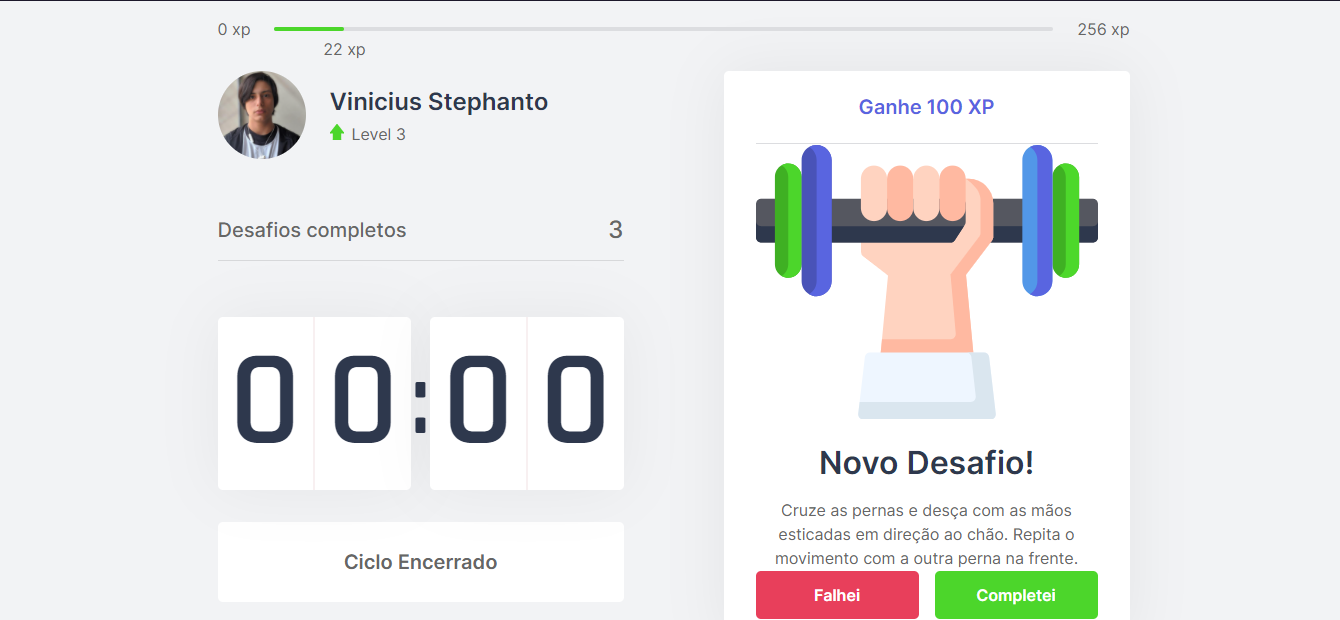 0 xp
256 xp
22 xp
Vinicius Stephanto
Level 3
Desafios completos 3
00:00
Ciclo Encerrado
Ganhe 100 XP
Novo Desafio!
Cruze as pernas e desça com as mãos
esticadas em direção ao chão. Repita o
movimento com a outra perna na frente.
Falhei
Completei